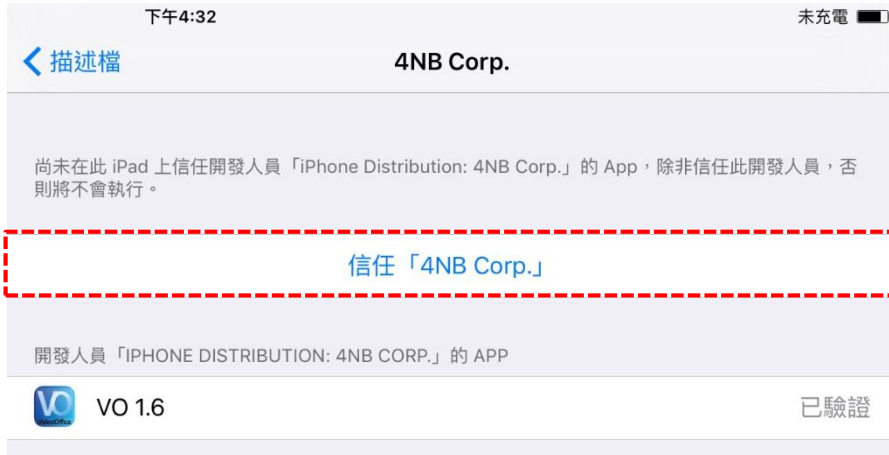 下午4:32
未充電
描述檔
4NB Corp.
尚未在此 iPad 上信任開發人員「iPhone Distribution: 4NB Corp.」的 App，除非信任此開發人員，否
則將不會執行。
信任「4NB Corp.」
開發人員「IPHONE DISTRIBUTION: 4NB CORP.」的 APP
VO
VideoOffice
VO 1.6
已驗證